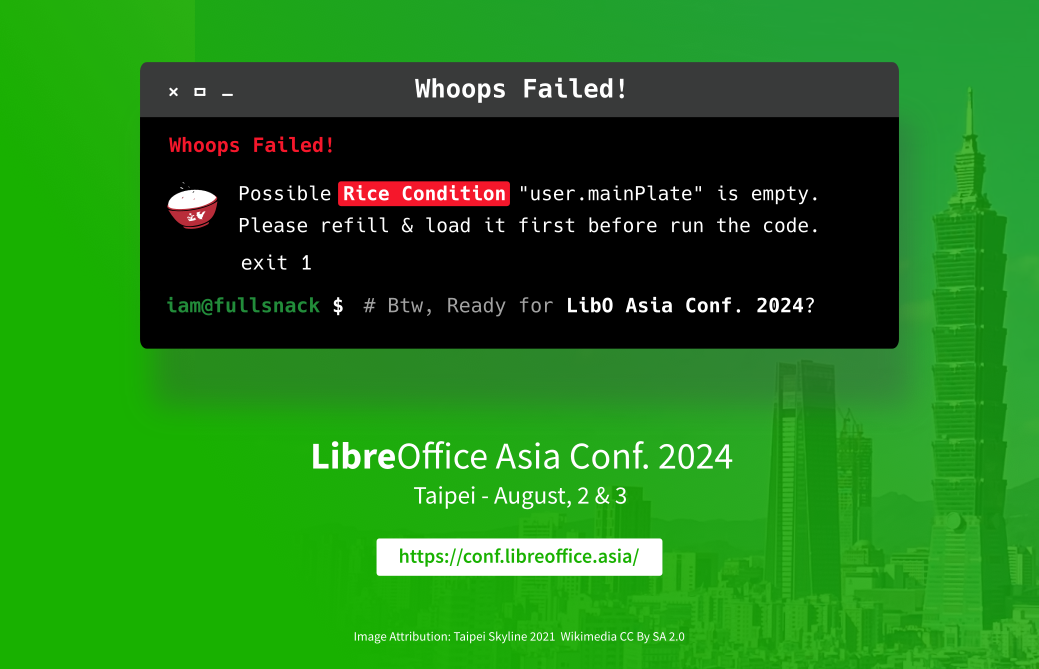 Whoops Failed!
Whoops Failed!
Possible Rice Condition "user.mainPlate" is empty.
Please refill & load it first before run the code.
exit 1
iam@fullsnack $ # Btw, Ready for LibO Asia Conf. 2024?
LibreOffice Asia Conf. 2024
Taipei - August, 2 & 3
https://conf.libreoffice.asia/
Image Attribution: Taipei Skyline 2021 Wikimedia CC By SA 2.0